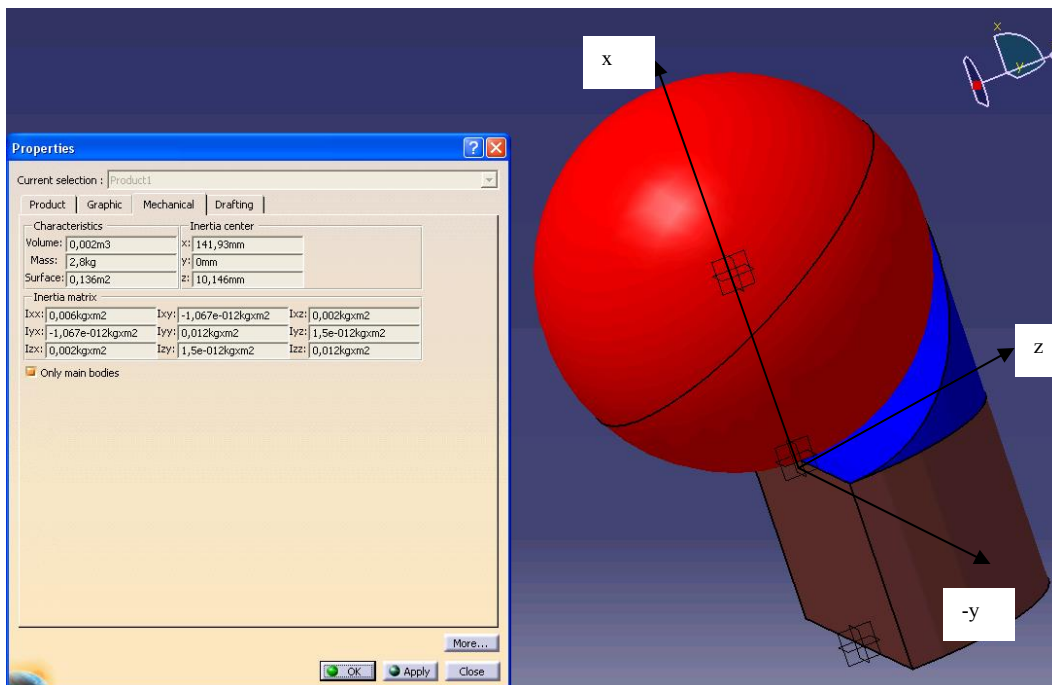 Properties
Current selection : Product1
Product Graphic Mechanical Drafting
Characteristics Inertia center
Volume: 0,002m3 x: 141,93mm
Mass: 2,8kg y: 0mm
Surface: 0,136m2 z: 10,146mm
Inertia matrix
Ixx: 0,006kgxm2 Ixy: -1,067e-012kgxm2 Ixz: 0,002kgxm2
Iyx: -1,067e-012kgxm2 Iyy: 0,012kgxm2 Iyz: 1,5e-012kgxm2
Izx: 0,002kgxm2 Izy: 1,5e-012kgxm2 Izz: 0,012kgxm2
Only main bodies
More...
OK Apply Close
x
x
y
z
-y